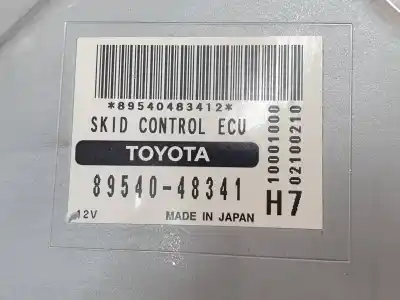 *89540483412*
SKID CONTROL ECU
TOYOTA
89540-48341
12V
MADE IN JAPAN
H7
10001000
02100210